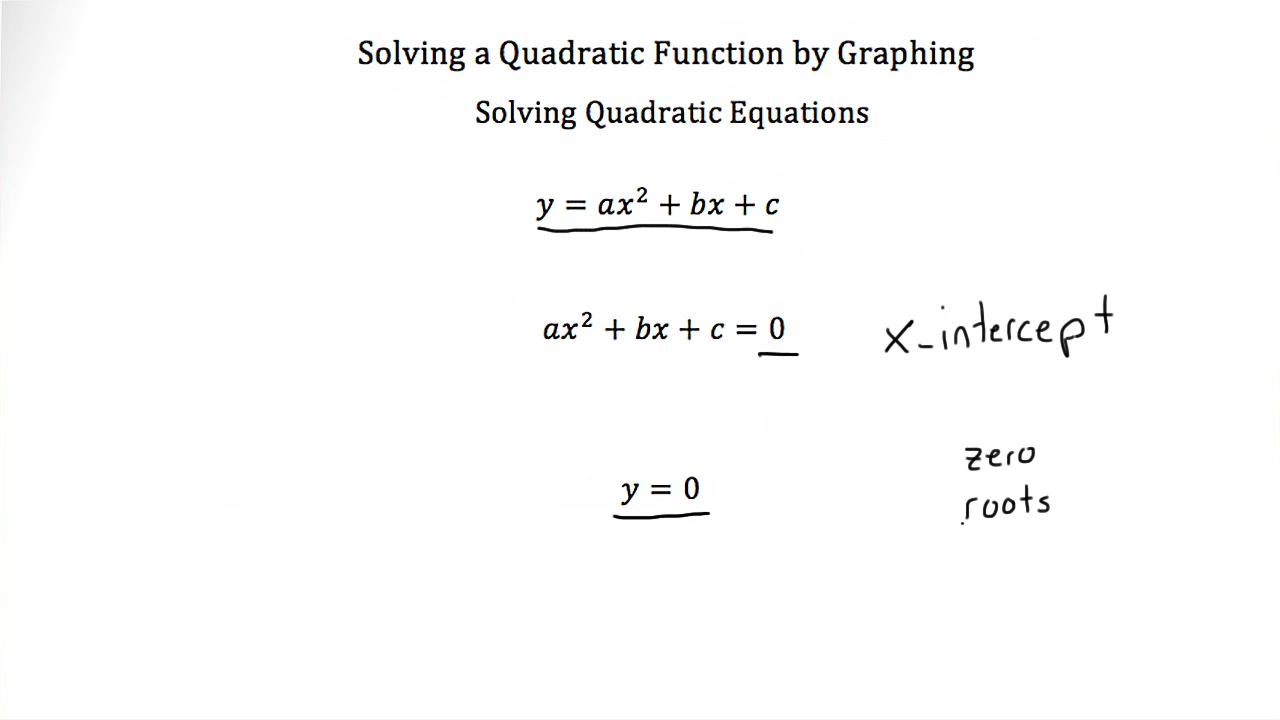 Solving a Quadratic Function by Graphing
Solving Quadratic Equations
y = ax² + bx + c
ax² + bx + c = 0
x-intercept
zero
y = 0
roots